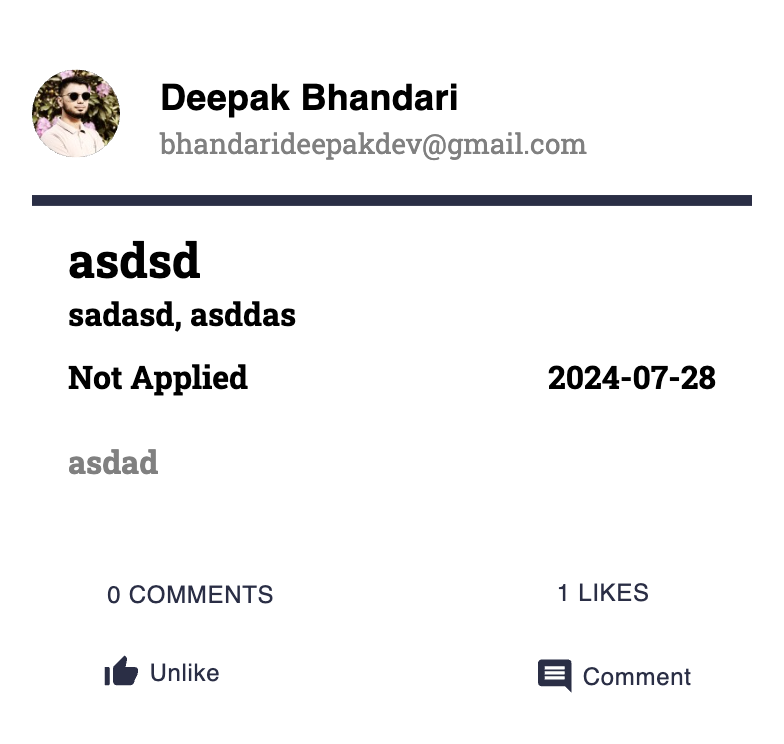 Deepak Bhandari
bhandarideepakdev@gmail.com
asdsd
sadasd, asddas
Not Applied 2024-07-28
asdad
0 COMMENTS 1 LIKES
Unlike Comment